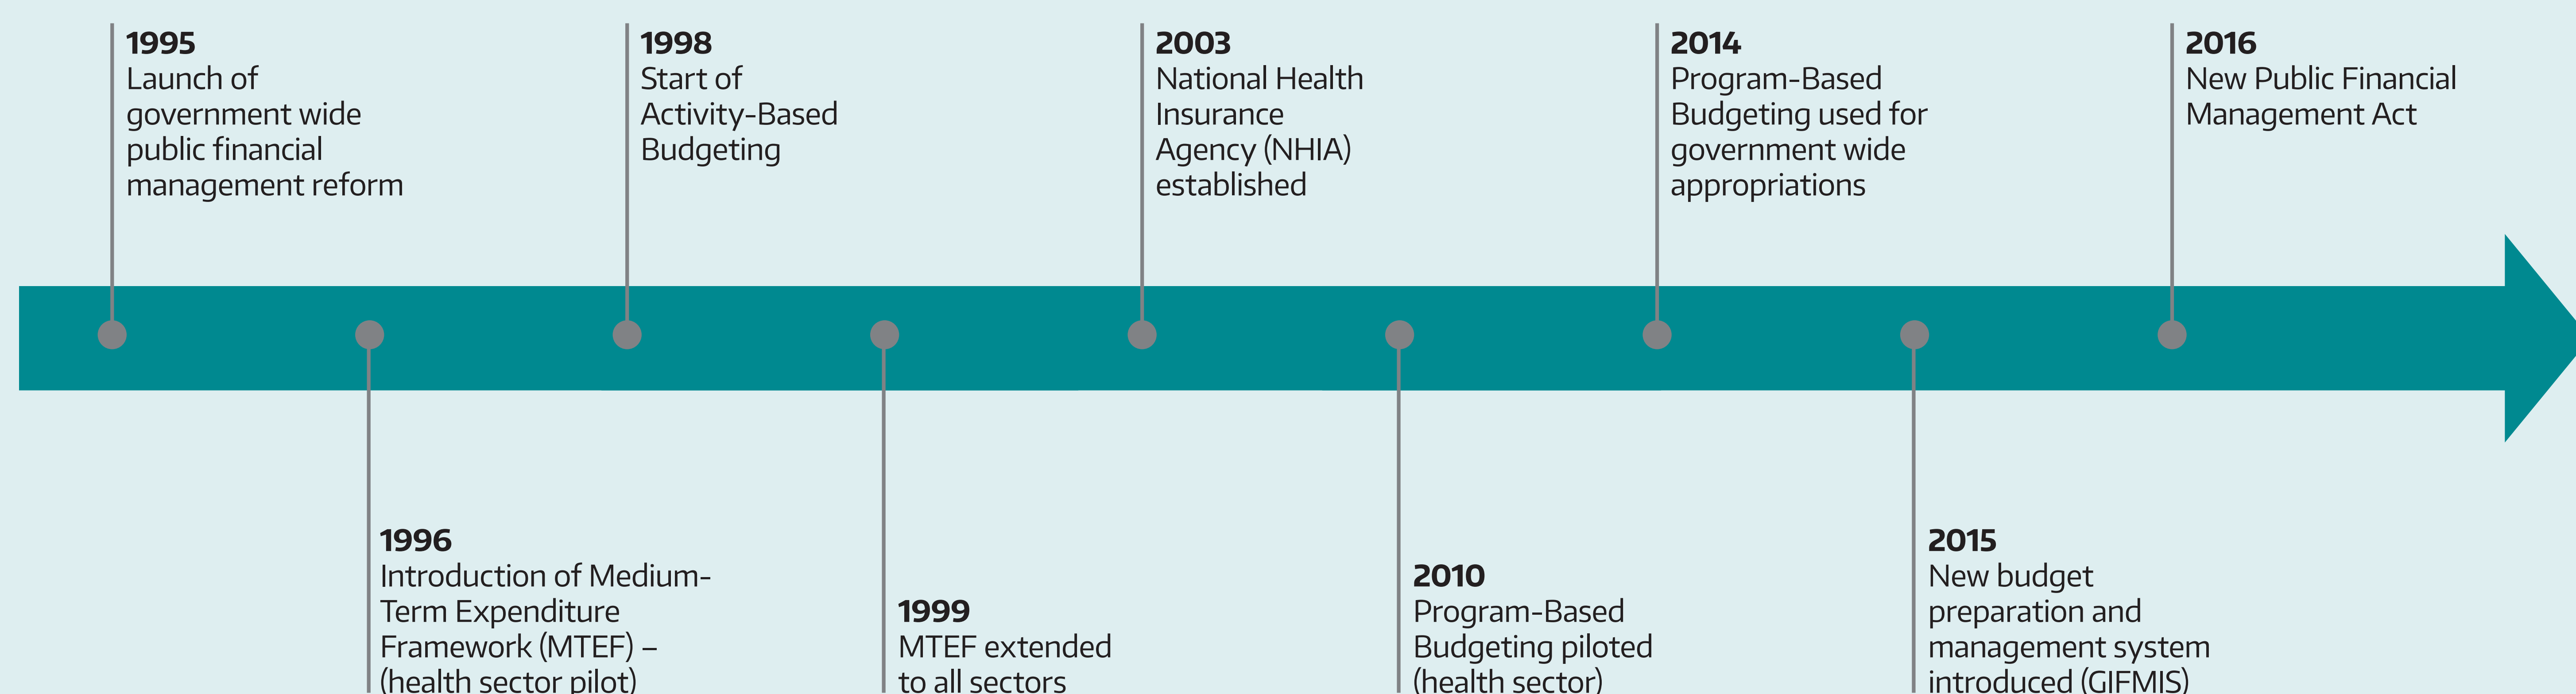 1995
Launch of
government wide
public financial
management reform
1998
Start of
Activity-Based
Budgeting
2003
National Health
Insurance
Agency (NHIA)
established
2014
Program-Based
Budgeting used for
government wide
appropriations
2016
New Public Financial
Management Act
1996
Introduction of Medium-
Term Expenditure
Framework (MTEF) –
(health sector pilot)
1999
MTEF extended
to all sectors
2010
Program-Based
Budgeting piloted
(health sector)
2015
New budget
preparation and
management system
introduced (GIFMIS)